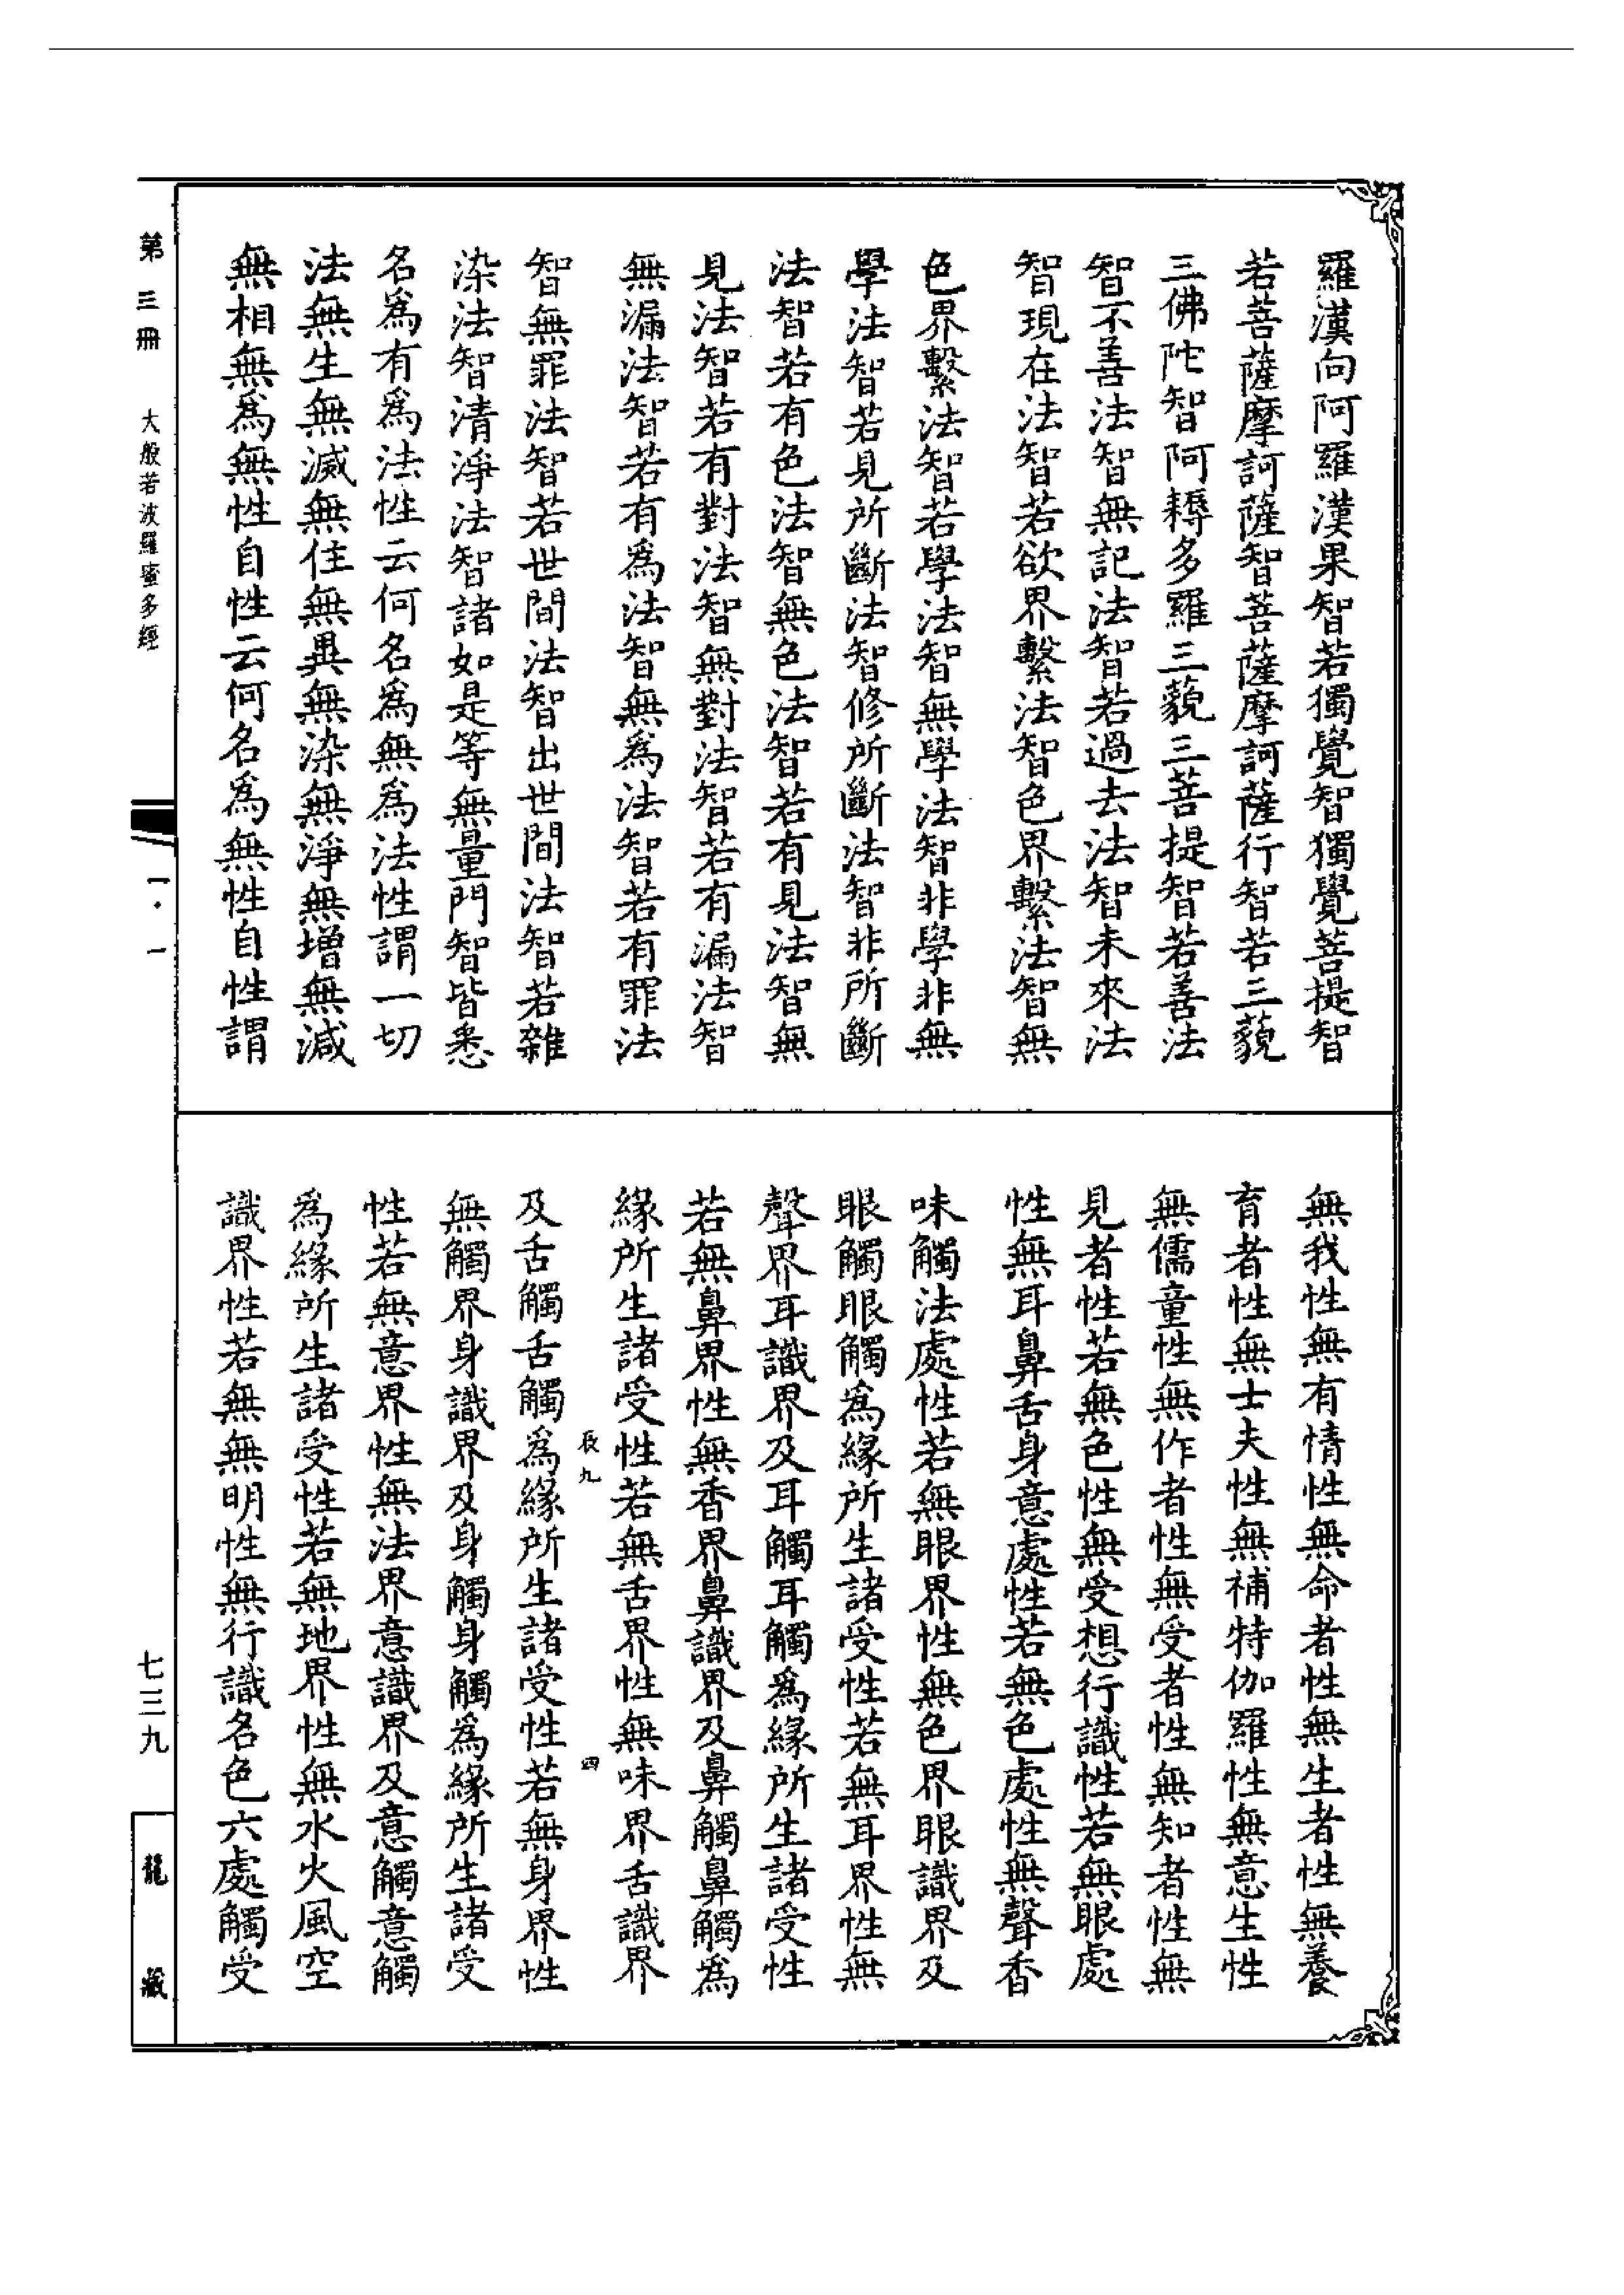 羅漢向阿羅漢果智若獨覺智獨覺菩提智
若菩薩摩訶薩智菩薩摩訶薩行智若三藐
三佛陀智阿耨多羅三藐三菩提智若善法
智不善法智無記法智若過去法智未來法
智現在法智若欲界繫法智色界繫法智無
色界繫法智若學法智無學法智非學非無
學法智若見所斷法智修所斷法智非所斷
法智若有色法智無色法智若有見法智無
見法智若有對法智無對法智若有漏法智
無漏法智若有爲法智無爲法智若有罪法
智無罪法智若世間法智出世間法智若雜
染法智清淨法智諸如是等無量門智皆悉
名爲有爲法性云何名爲無爲法性謂一切
法無生無滅無住無異無染無淨無增無減
無相無爲無性自性云何名爲無性自性謂
無我性無有情性無命者性無生者性無養
育者性無士夫性無補特伽羅性無意生性
無儒童性無作者性無受者性無知者性無
見者性若無色性無受想行識性若無眼處
性無耳鼻舌身意處性若無色處性無聲香
味觸法處性若無眼界性無色界眼識界及
眼觸眼觸爲緣所生諸受性若無耳界性無
聲界耳識界及耳觸耳觸爲緣所生諸受性
若無鼻界性無香界鼻識界及鼻觸鼻觸爲
緣所生諸受性若無舌界性無味界舌識界
辰九 四
及舌觸舌觸爲緣所生諸受性若無身界性
無觸界身識界及身觸身觸爲緣所生諸受
性若無意界性無法界意識界及意觸意觸
爲緣所生諸受性若無地界性無水火風空
識界性若無無明性無行識名色六處觸受
第三冊 大般若波羅蜜多經 一·一 七三九 龍藏